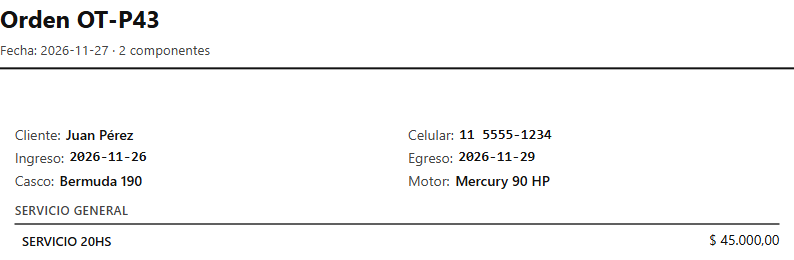 Orden OT-P43
Fecha: 2026-11-27 · 2 componentes
Cliente: Juan Pérez Celular: 11 5555-1234
Ingreso: 2026-11-26 Egreso: 2026-11-29
Casco: Bermuda 190 Motor: Mercury 90 HP
SERVICIO GENERAL
SERVICIO 20HS $ 45.000,00